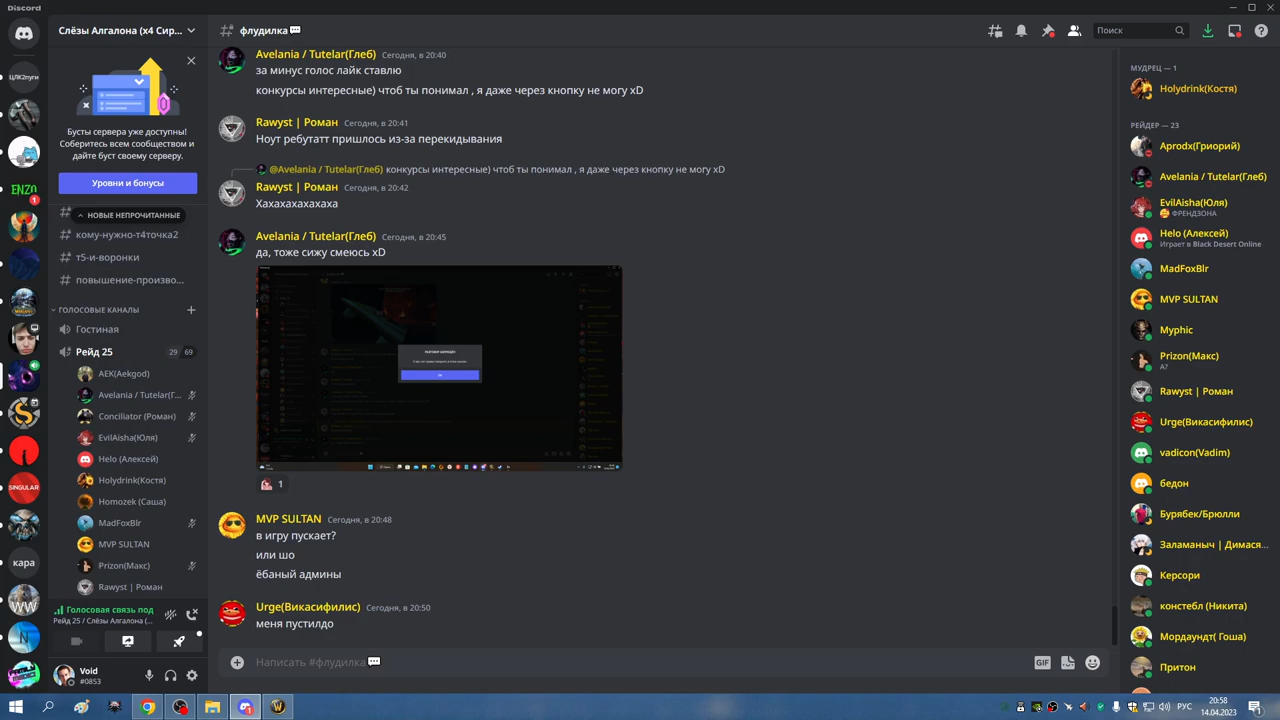 Discord
Слёзы Алгалона (x4 Сир...
флудилка
Поиск
ЦЛК2пуги
ENZO
1
SINGULAR
кара
WW
Бусты сервера уже доступны!
Соберитесь всем сообществом и
дайте буст своему серверу.
Уровни и бонусы
НОВЫЕ НЕПРОЧИТАННЫЕ
кому-нужно-т4точка2
т5-и-воронки
повышение-произво...
ГОЛОСОВЫЕ КАНАЛЫ
Гостиная
Рейд 25 29 69
AEK(Aekgod)
Avelania / Tutelar(Г...
Conciliator (Роман)
EvilAisha(Юля)
Helo (Алексей)
Holydrink(Костя)
Homozek (Саша)
MadFoxBlr
MVP SULTAN
Prizon(Макс)
Rawyst | Роман
Голосовая связь под
Рейд 25 / Слёзы Алгалона (...
Void
#0853
Avelania / Tutelar(Глеб) Сегодня, в 20:40
за минус голос лайк ставлю
конкурсы интересные) чтоб ты понимал , я даже через кнопку не могу xD
Rawyst | Роман Сегодня, в 20:41
Ноут ребутатт пришлось из-за перекидывания
@Avelania / Tutelar(Глеб) конкурсы интересные) чтоб ты понимал , я даже через кнопку не могу xD
Rawyst | Роман Сегодня, в 20:42
Хахахахахахаха
Avelania / Tutelar(Глеб) Сегодня, в 20:45
да, тоже сижу смеюсь xD
1
MVP SULTAN Сегодня, в 20:48
в игру пускает?
или шо
ёбаный админы
Urge(Викасифилис) Сегодня, в 20:50
меня пустилдо
Написать #флудилка
GIF
МУДРЕЦ — 1
Holydrink(Костя)
РЕЙДЕР — 23
Aprodx(Гриорий)
Avelania / Tutelar(Глеб)
EvilAisha(Юля)
ФРЕНДЗОНА
Helo (Алексей)
Играет в Black Desert Online
MadFoxBlr
MVP SULTAN
Myphic
Prizon(Макс)
А?
Rawyst | Роман
Urge(Викасифилис)
vadicon(Vadim)
бедон
Бурябек/Брюлли
Заламаныч | Димася...
Керсори
констебл (Никита)
Мордаундт( Гоша)
Притон
РУС
20:58
14.04.2023
1